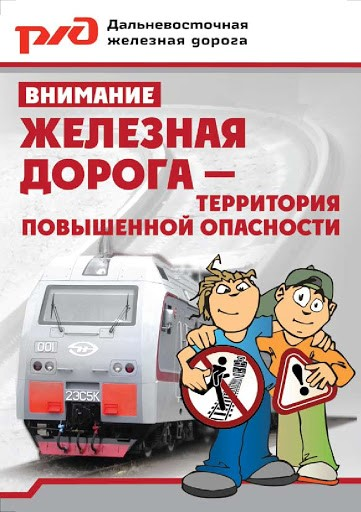 ржд Дальневосточная
железная дорога
ВНИМАНИЕ
ЖЕЛЕЗНАЯ
ДОРОГА —
ТЕРРИТОРИЯ
ПОВЫШЕННОЙ ОПАСНОСТИ
001
2ЭС5К
!